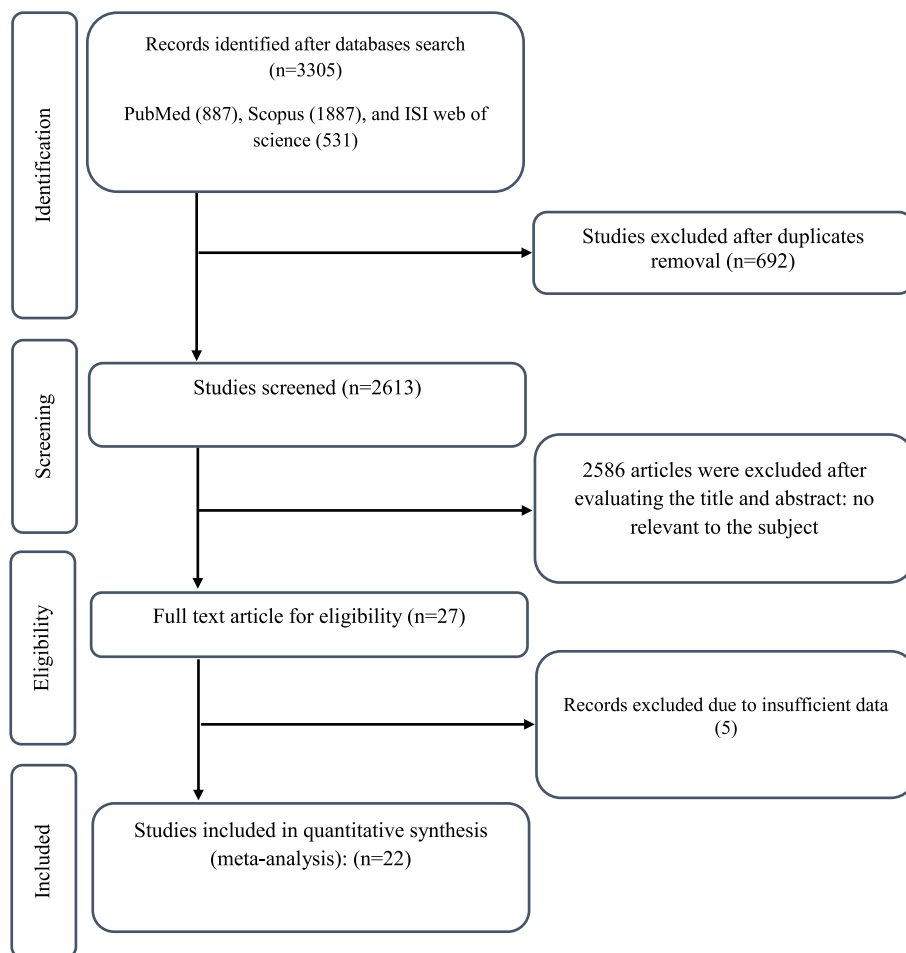 Identification
Records identified after databases search
(n=3305)
PubMed (887), Scopus (1887), and ISI web of
science (531)
Studies excluded after duplicates
removal (n=692)
Screening
Studies screened (n=2613)
2586 articles were excluded after
evaluating the title and abstract: no
relevant to the subject
Eligibility
Full text article for eligibility (n=27)
Records excluded due to insufficient data
(5)
Included
Studies included in quantitative synthesis
(meta-analysis): (n=22)